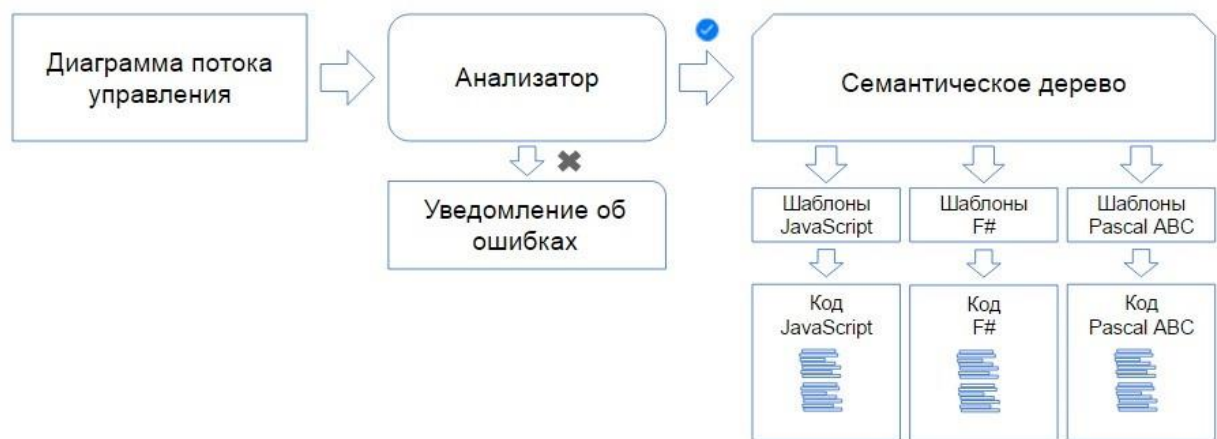 Диаграмма потока
управления
Анализатор
Семантическое дерево
Уведомление об
ошибках
Шаблоны
JavaScript
Шаблоны
F#
Шаблоны
Pascal ABC
Код
JavaScript
Код
F#
Код
Pascal ABC